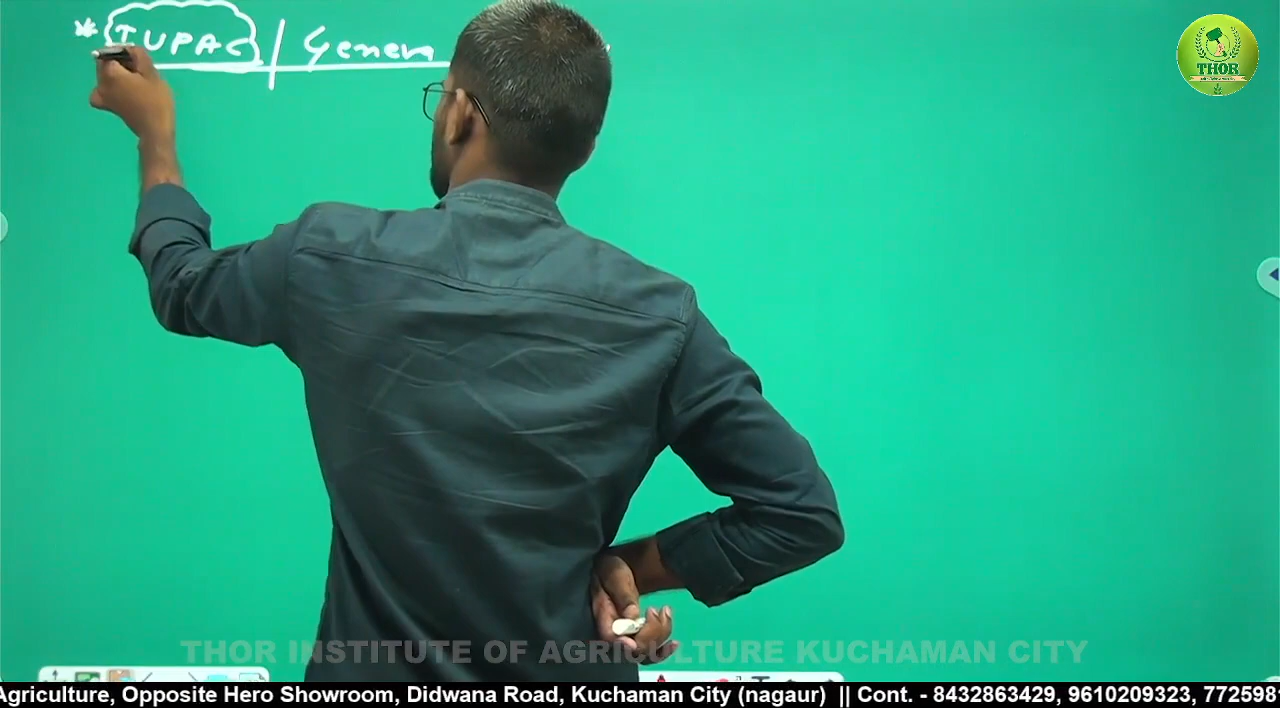 * IUPAC / Genera
THOR
THOR INSTITUTE OF AGRICULTURE KUCHAMAN CITY
Agriculture, Opposite Hero Showroom, Didwana Road, Kuchaman City (nagaur) || Cont. - 8432863429, 9610209323, 772598